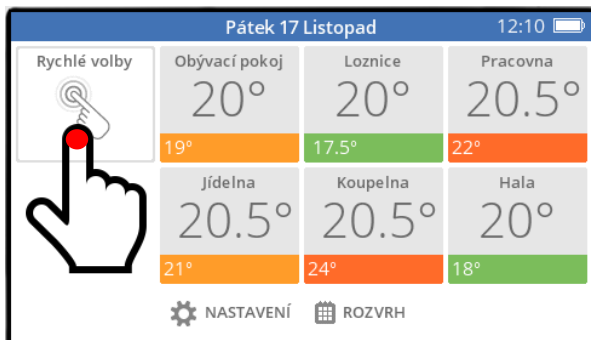 Pátek 17 Listopad
12:10
Rychlé volby
Obývací pokoj
20°
19°
Loznice
20°
17.5°
Pracovna
20.5°
22°
Jídelna
20.5°
21°
Koupelna
20.5°
24°
Hala
20°
18°
NASTAVENÍ
ROZVRH